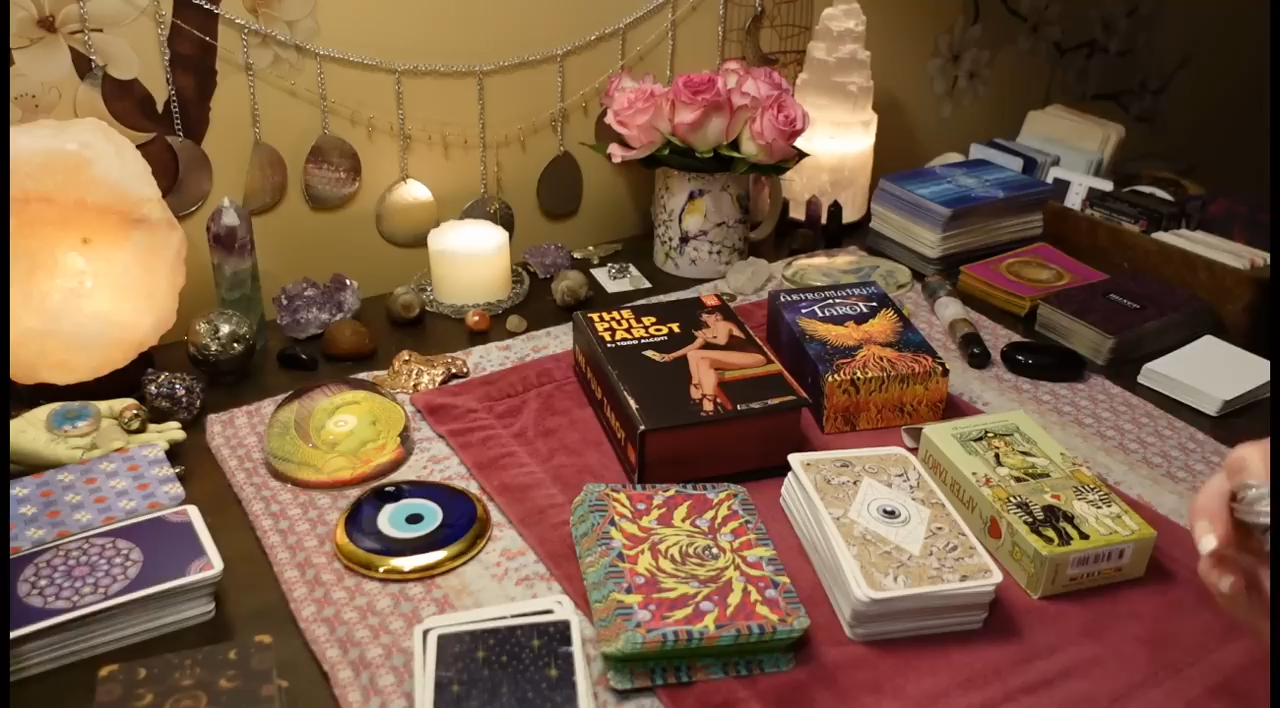 THE
PULP
TAROT
By TODD ALCOTT
THE PULP TAROT
ASTROMATRIX
TAROT
AFTER TAROT